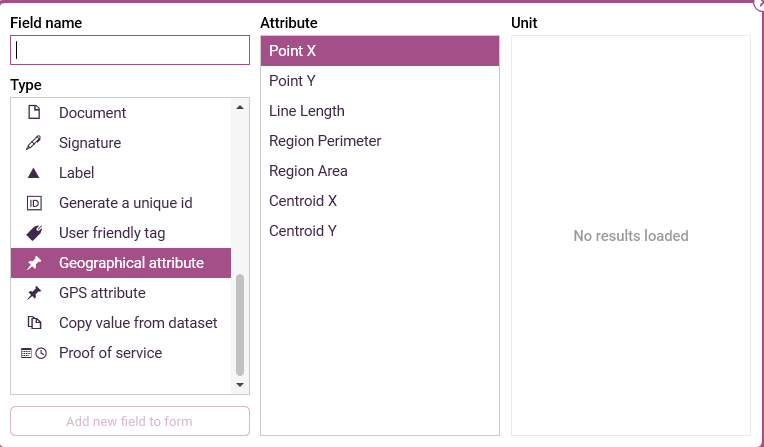 Field name
Type
Document
Signature
Label
ID Generate a unique id
User friendly tag
Geographical attribute
GPS attribute
Copy value from dataset
Proof of service
Add new field to form
Attribute
Point X
Point Y
Line Length
Region Perimeter
Region Area
Centroid X
Centroid Y
Unit
No results loaded